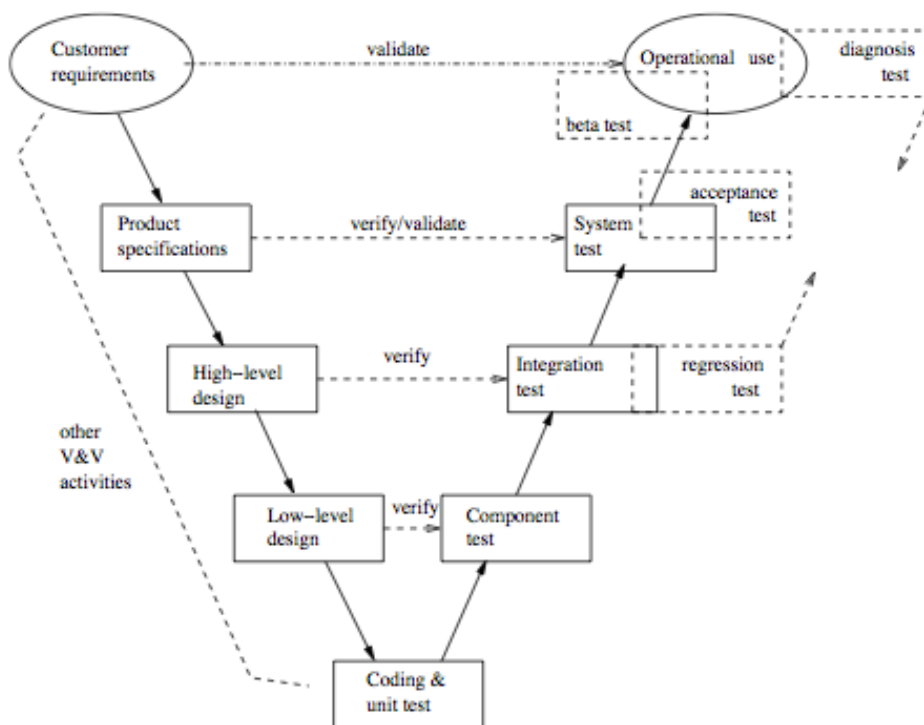 Customer
requirements
validate
Operational use
diagnosis
test
beta test
acceptance
test
Product
specifications
verify/validate
System
test
High-level
design
verify
Integration
test
regression
test
other
V&V
activities
Low-level
design
verify
Component
test
Coding &
unit test